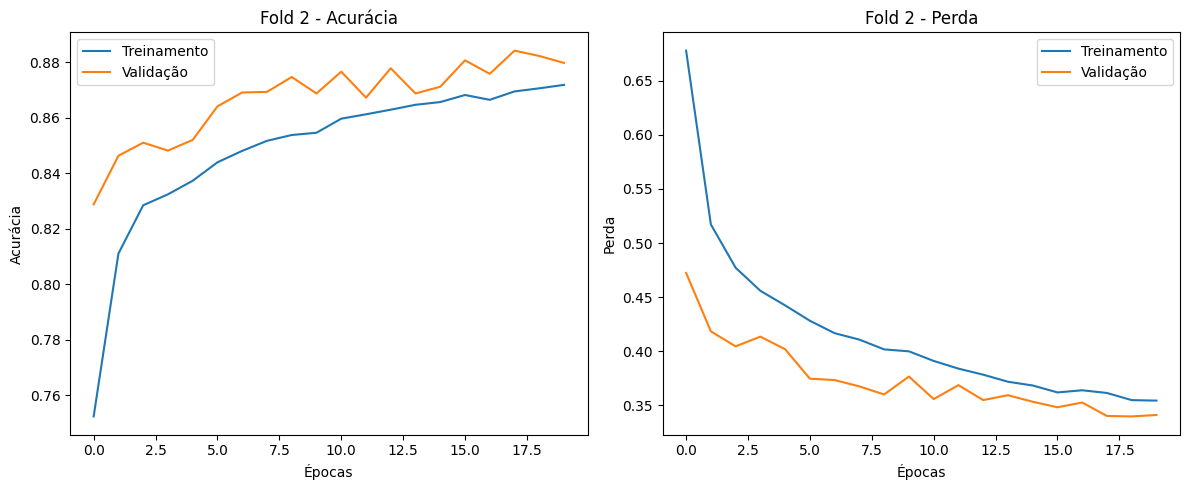 Fold 2 - Acurácia
Treinamento
Validação
Acurácia
0.88
0.86
0.84
0.82
0.80
0.78
0.76
0.0 2.5 5.0 7.5 10.0 12.5 15.0 17.5
Épocas
Fold 2 - Perda
Treinamento
Validação
Perda
0.65
0.60
0.55
0.50
0.45
0.40
0.35
0.0 2.5 5.0 7.5 10.0 12.5 15.0 17.5
Épocas